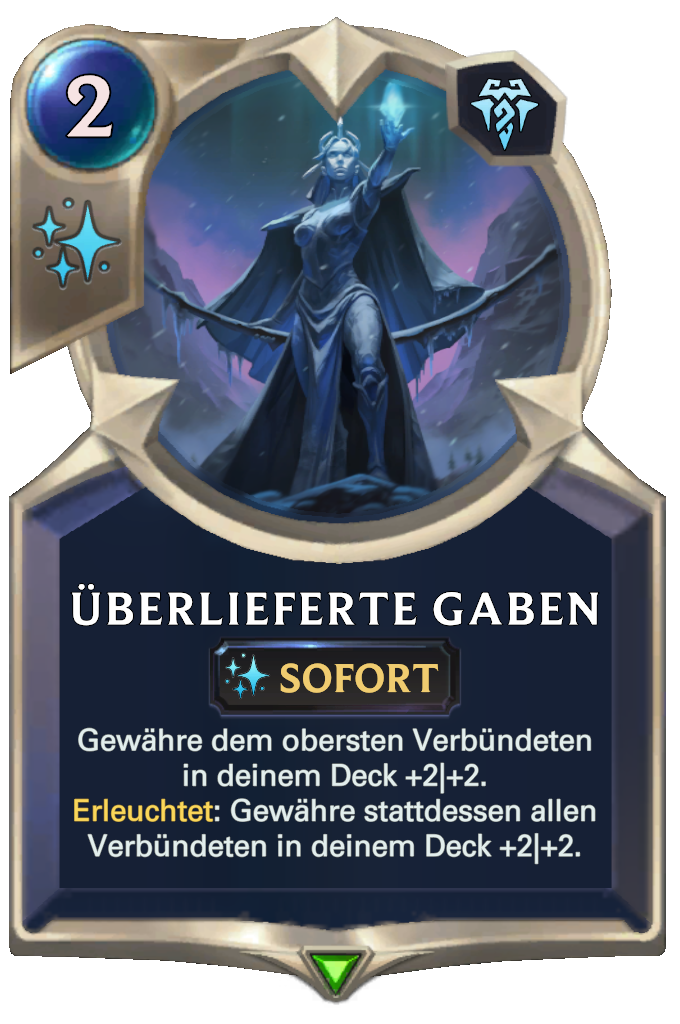 2
ÜBERLIEFERTE GABEN
SOFORT
Gewähre dem obersten Verbündeten
in deinem Deck +2|+2.
Erleuchtet: Gewähre stattdessen allen
Verbündeten in deinem Deck +2|+2.